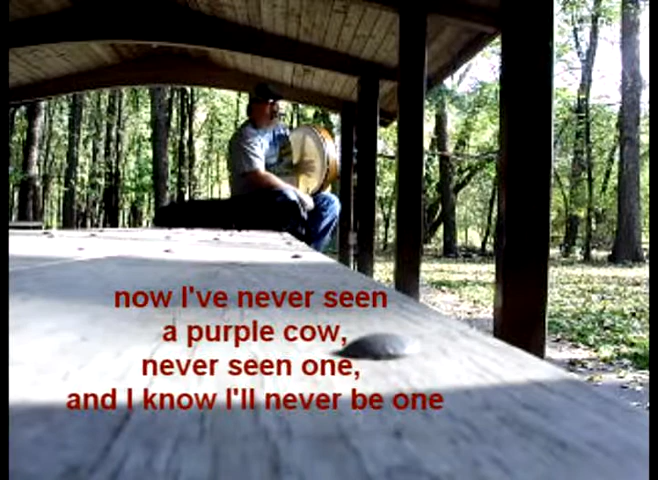 now I've never seen
a purple cow,
never seen one,
and I know I'll never be one